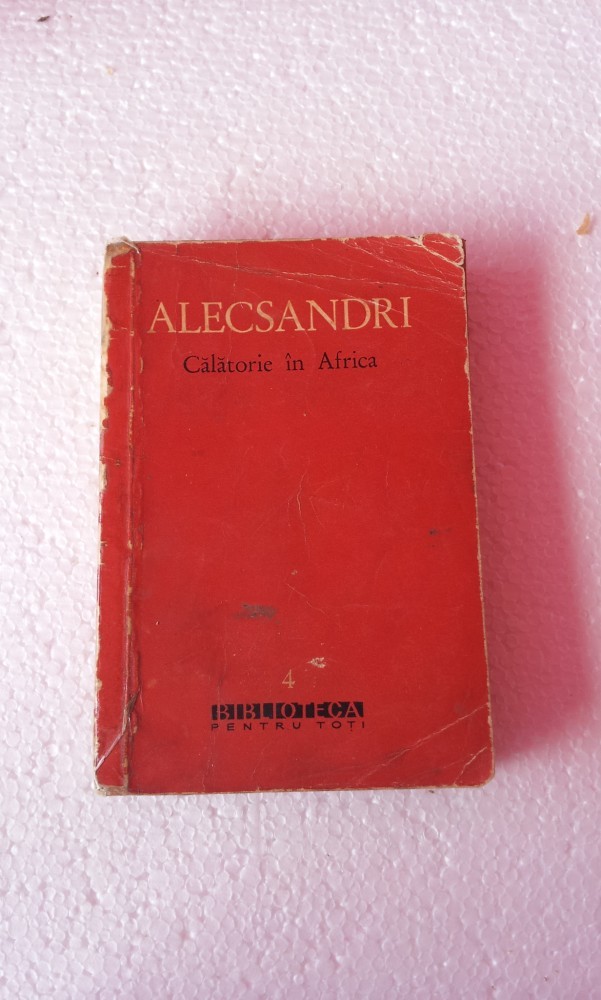 ALECSANDRI
Călătorie în Africa
4
BIBLIOTECA
PENTRU TOȚI